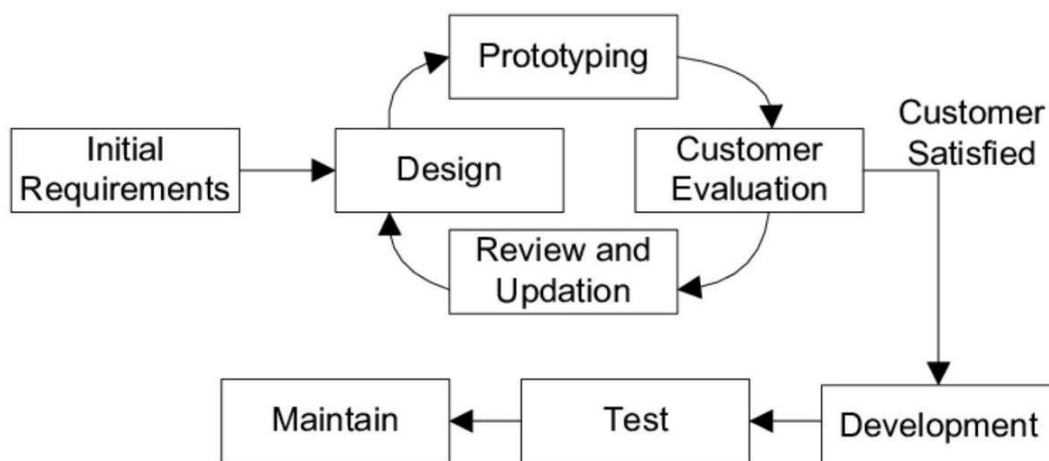 Prototyping
Customer
Satisfied
Initial
Requirements
Design
Customer
Evaluation
Review and
Updation
Maintain
Test
Development